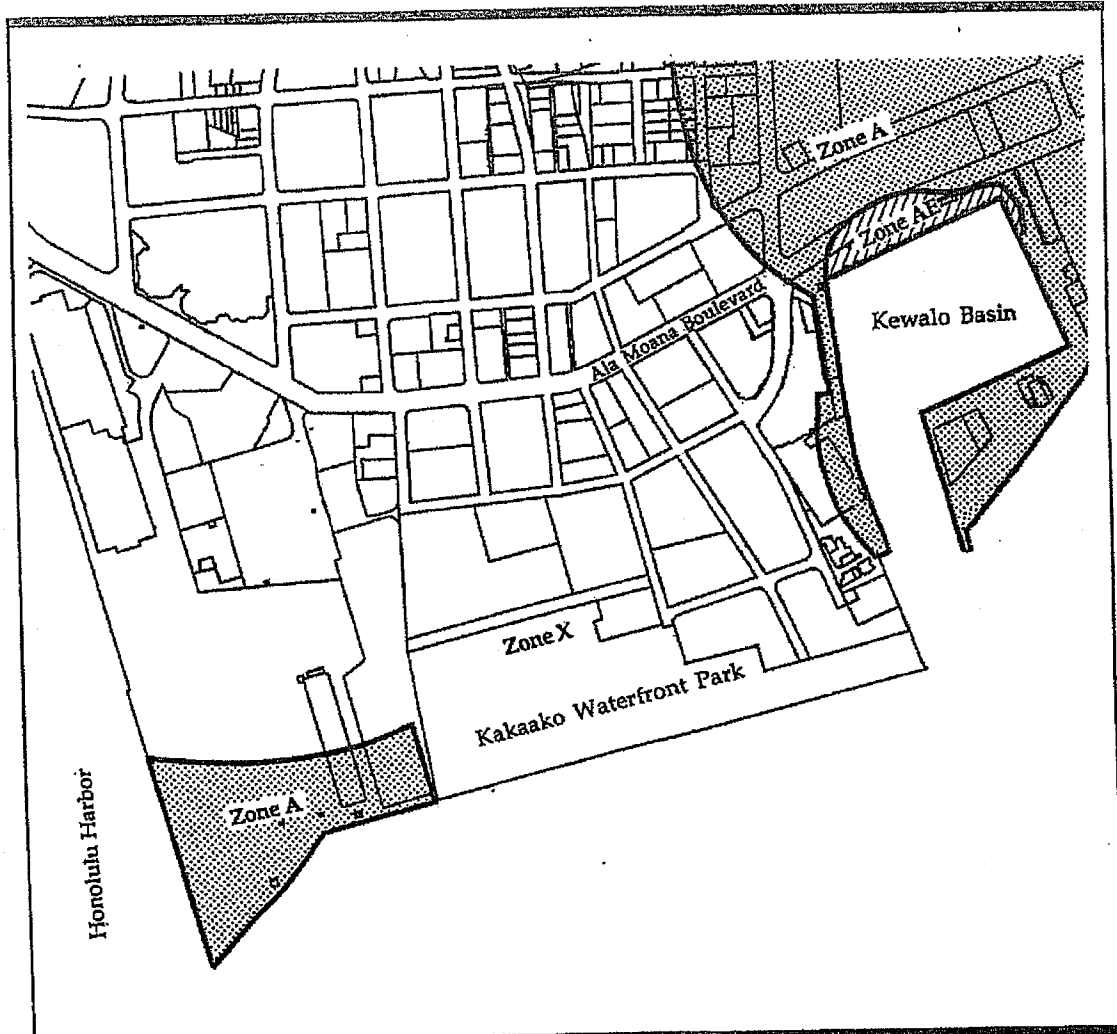 Zone A
Zone AE
Kewalo Basin
Ala Moana Boulevard
Zone X
Kakaako Waterfront Park
Zone A
Honolulu Harbor